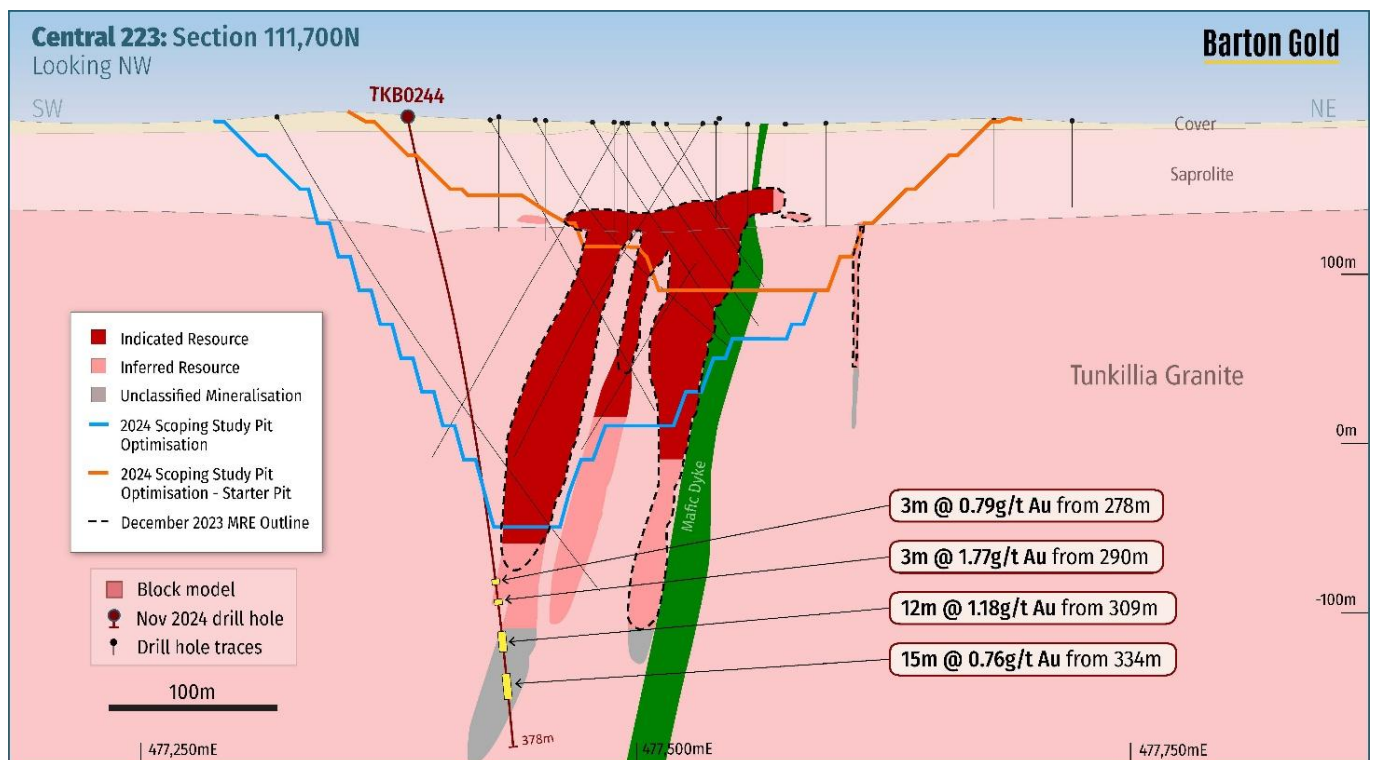 Central 223: Section 111,700N
Looking NW
Barton Gold
SW
TKB0244
NE
Cover
Saprolite
100m
Indicated Resource
Inferred Resource
Unclassified Mineralisation
2024 Scoping Study Pit
Optimisation
2024 Scoping Study Pit
Optimisation - Starter Pit
December 2023 MRE Outline
Tunkillia Granite
0m
Mafic Dyke
3m @ 0.79g/t Au from 278m
3m @ 1.77g/t Au from 290m
12m @ 1.18g/t Au from 309m
15m @ 0.76g/t Au from 334m
-100m
Block model
Nov 2024 drill hole
Drill hole traces
100m
378m
477,250mE
477,500mE
477,750mE